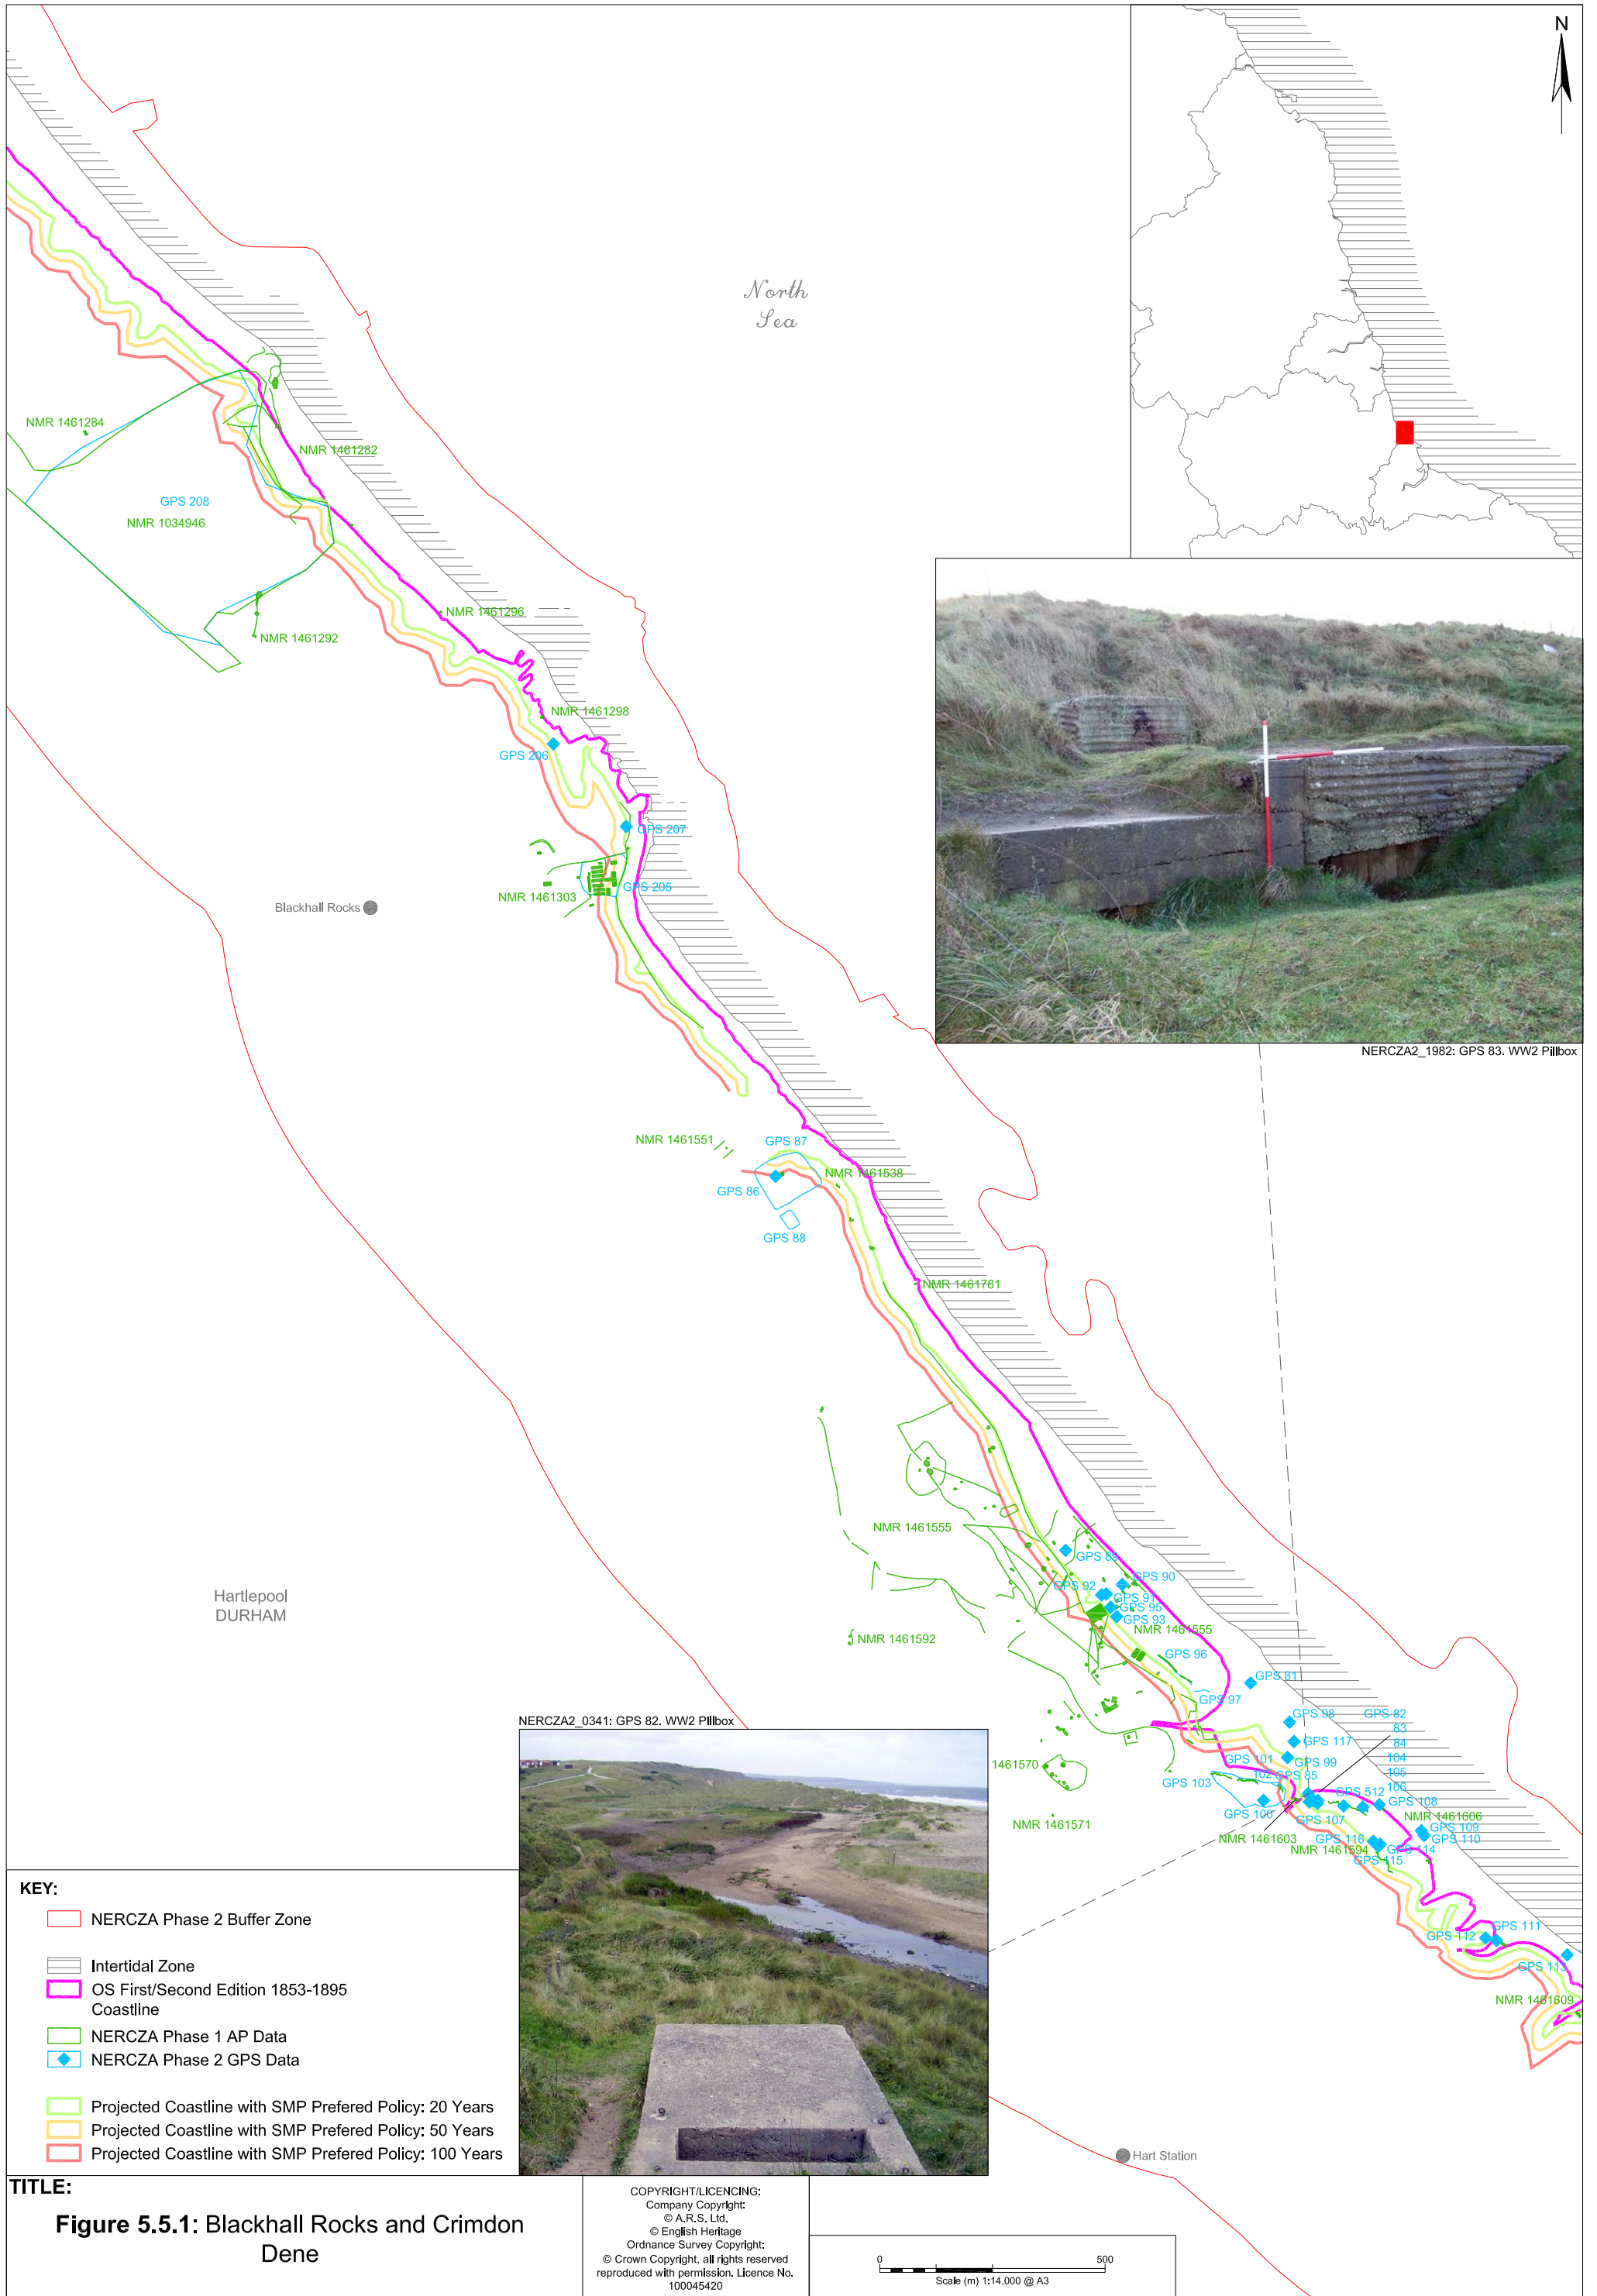 N
North
Sea
NMR 1461284
NMR 1461282
GPS 208
NMR 1034946
NMR 1461296
NMR 1461292
NMR 1461298
GPS 206
GPS 207
GPS 205
NMR 1461303
Blackhall Rocks
NERCZA2_1982: GPS 83. WW2 Pillbox
NMR 1461551
GPS 87
NMR 1461538
GPS 86
GPS 88
NMR 1461781
NMR 1461555
GPS 89
GPS 90
GPS 92
GPS 91
GPS 95
GPS 93
NMR 1461555
NMR 1461592
GPS 96
GPS 81
GPS 97
Hartlepool
DURHAM
GPS 98
GPS 82
83
84
104
105
106
GPS 117
GPS 99
GPS 101
102
GPS 85
1461570
GPS 103
GPS 512
GPS 100
GPS 107
GPS 108
NMR 1461606
NMR 1461571
NMR 1461603
GPS 109
GPS 110
GPS 116
NMR 1461594
GPS 114
GPS 115
GPS 111
GPS 112
GPS 113
NMR 1461609
NERCZA2_0341: GPS 82. WW2 Pillbox
Hart Station
KEY:
NERCZA Phase 2 Buffer Zone
Intertidal Zone
OS First/Second Edition 1853-1895
Coastline
NERCZA Phase 1 AP Data
NERCZA Phase 2 GPS Data
Projected Coastline with SMP Prefered Policy: 20 Years
Projected Coastline with SMP Prefered Policy: 50 Years
Projected Coastline with SMP Prefered Policy: 100 Years
TITLE:
Figure 5.5.1: Blackhall Rocks and Crimdon
Dene
COPYRIGHT/LICENCING:
Company Copyright:
© A.R.S. Ltd.
© English Heritage
Ordnance Survey Copyright:
© Crown Copyright, all rights reserved
reproduced with permission. Licence No.
100045420
0 500
Scale (m) 1:14,000 @ A3